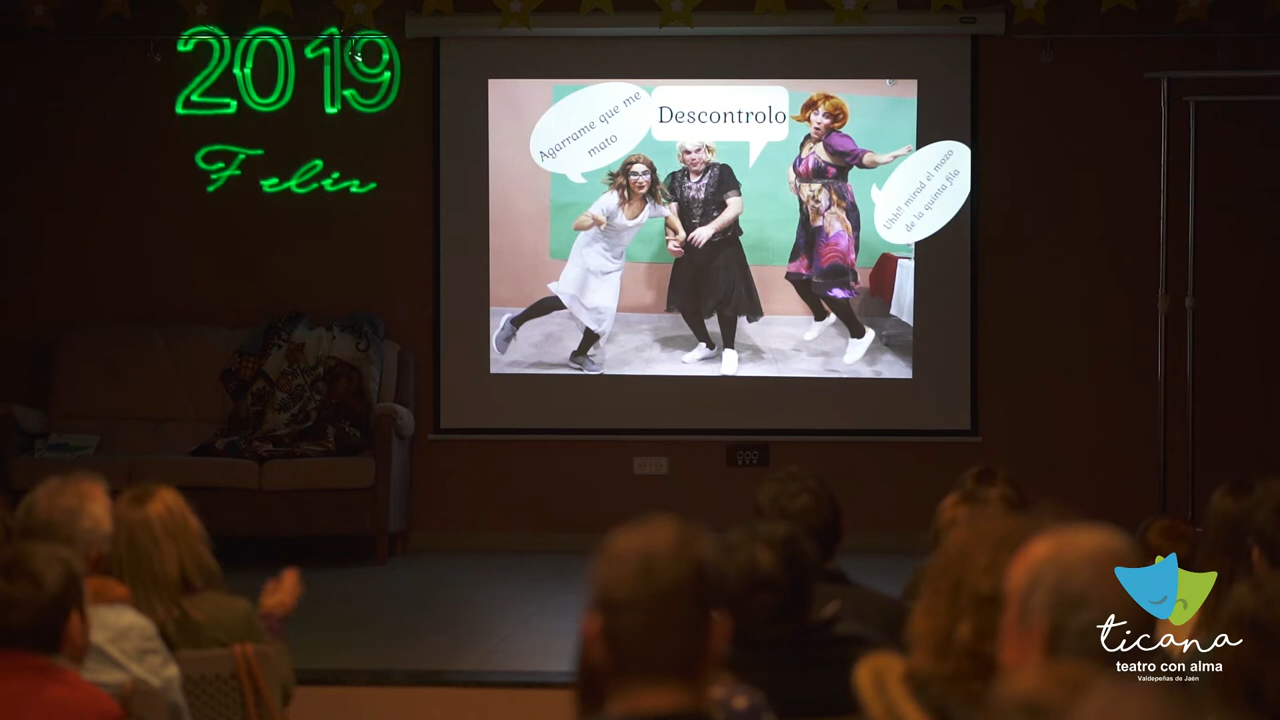 2019
Feliz
Agarrame que me
mato
Descontrolo
Uhh!! mirad el mozo
de la quinta fila
ticana
teatro con alma
Valdepeñas de Jaén